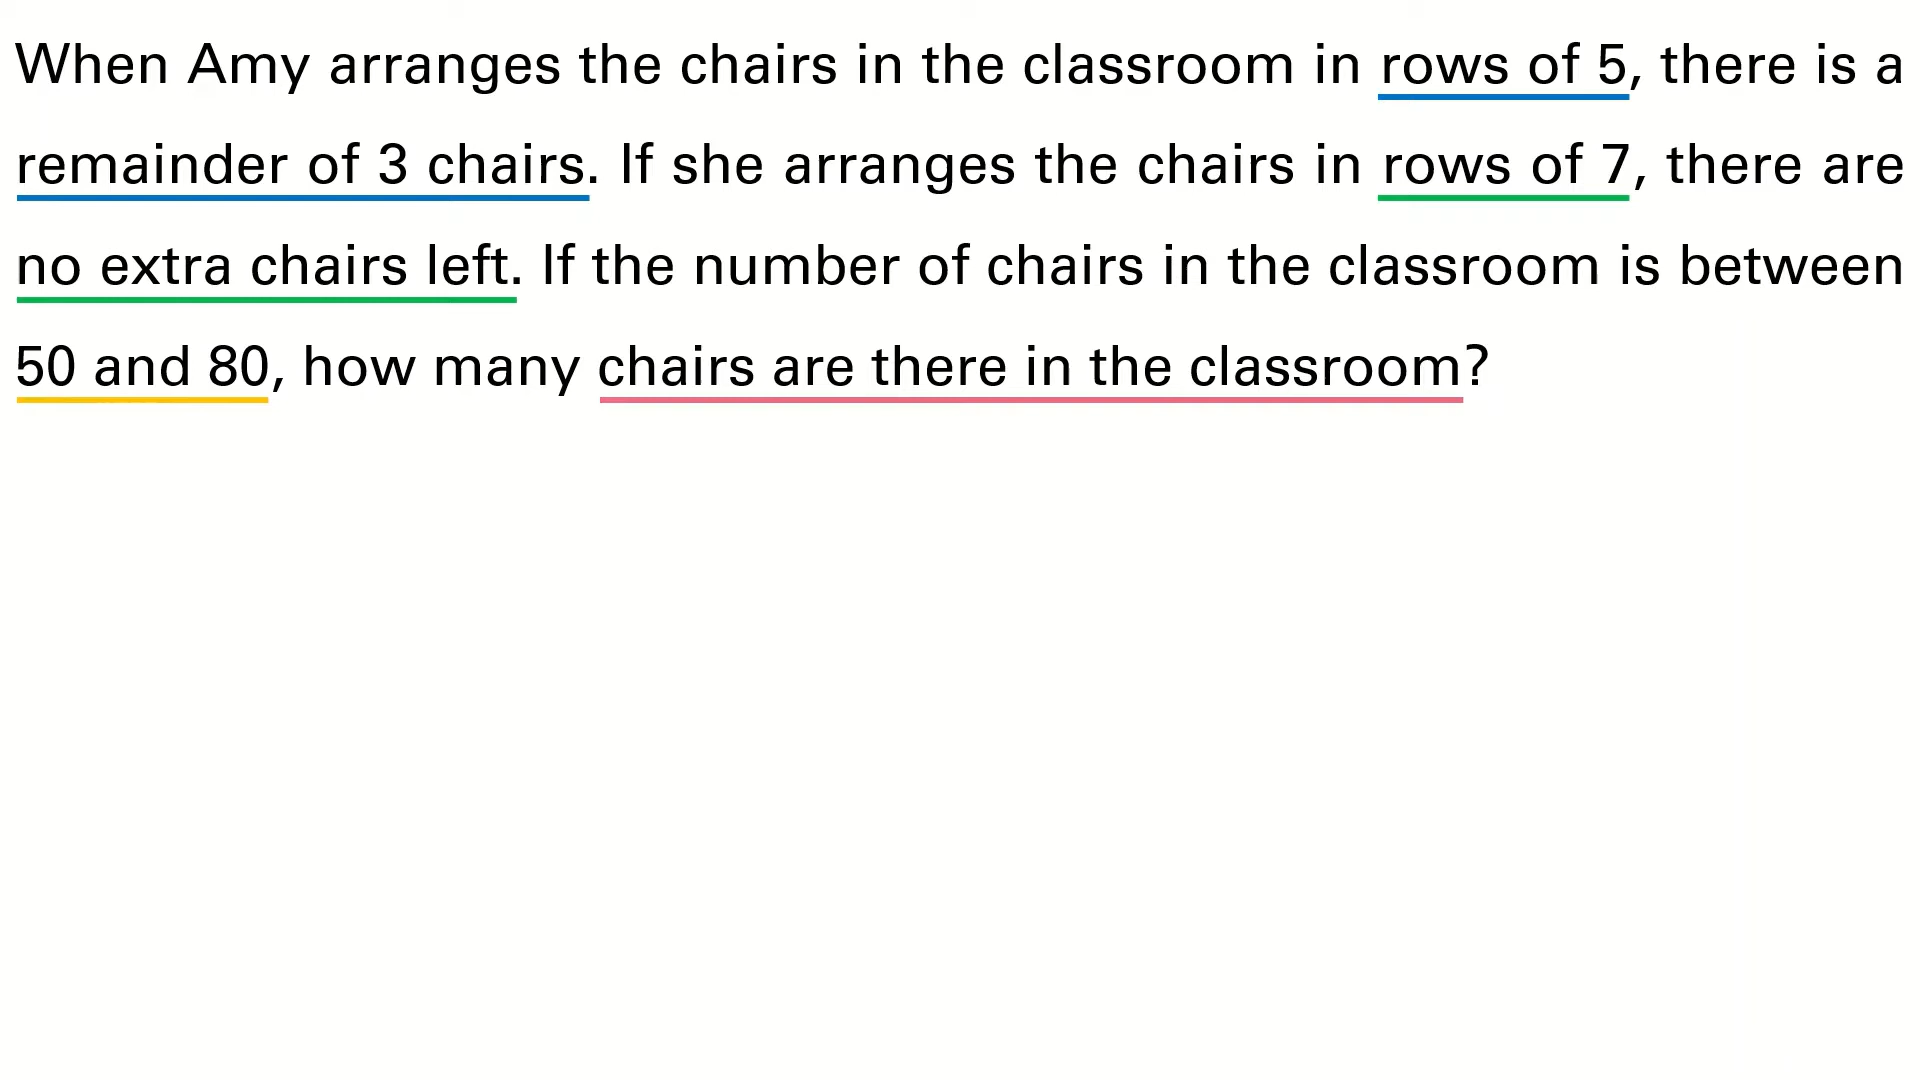 When Amy arranges the chairs in the classroom in rows of 5, there is a
remainder of 3 chairs. If she arranges the chairs in rows of 7, there are
no extra chairs left. If the number of chairs in the classroom is between
50 and 80, how many chairs are there in the classroom?